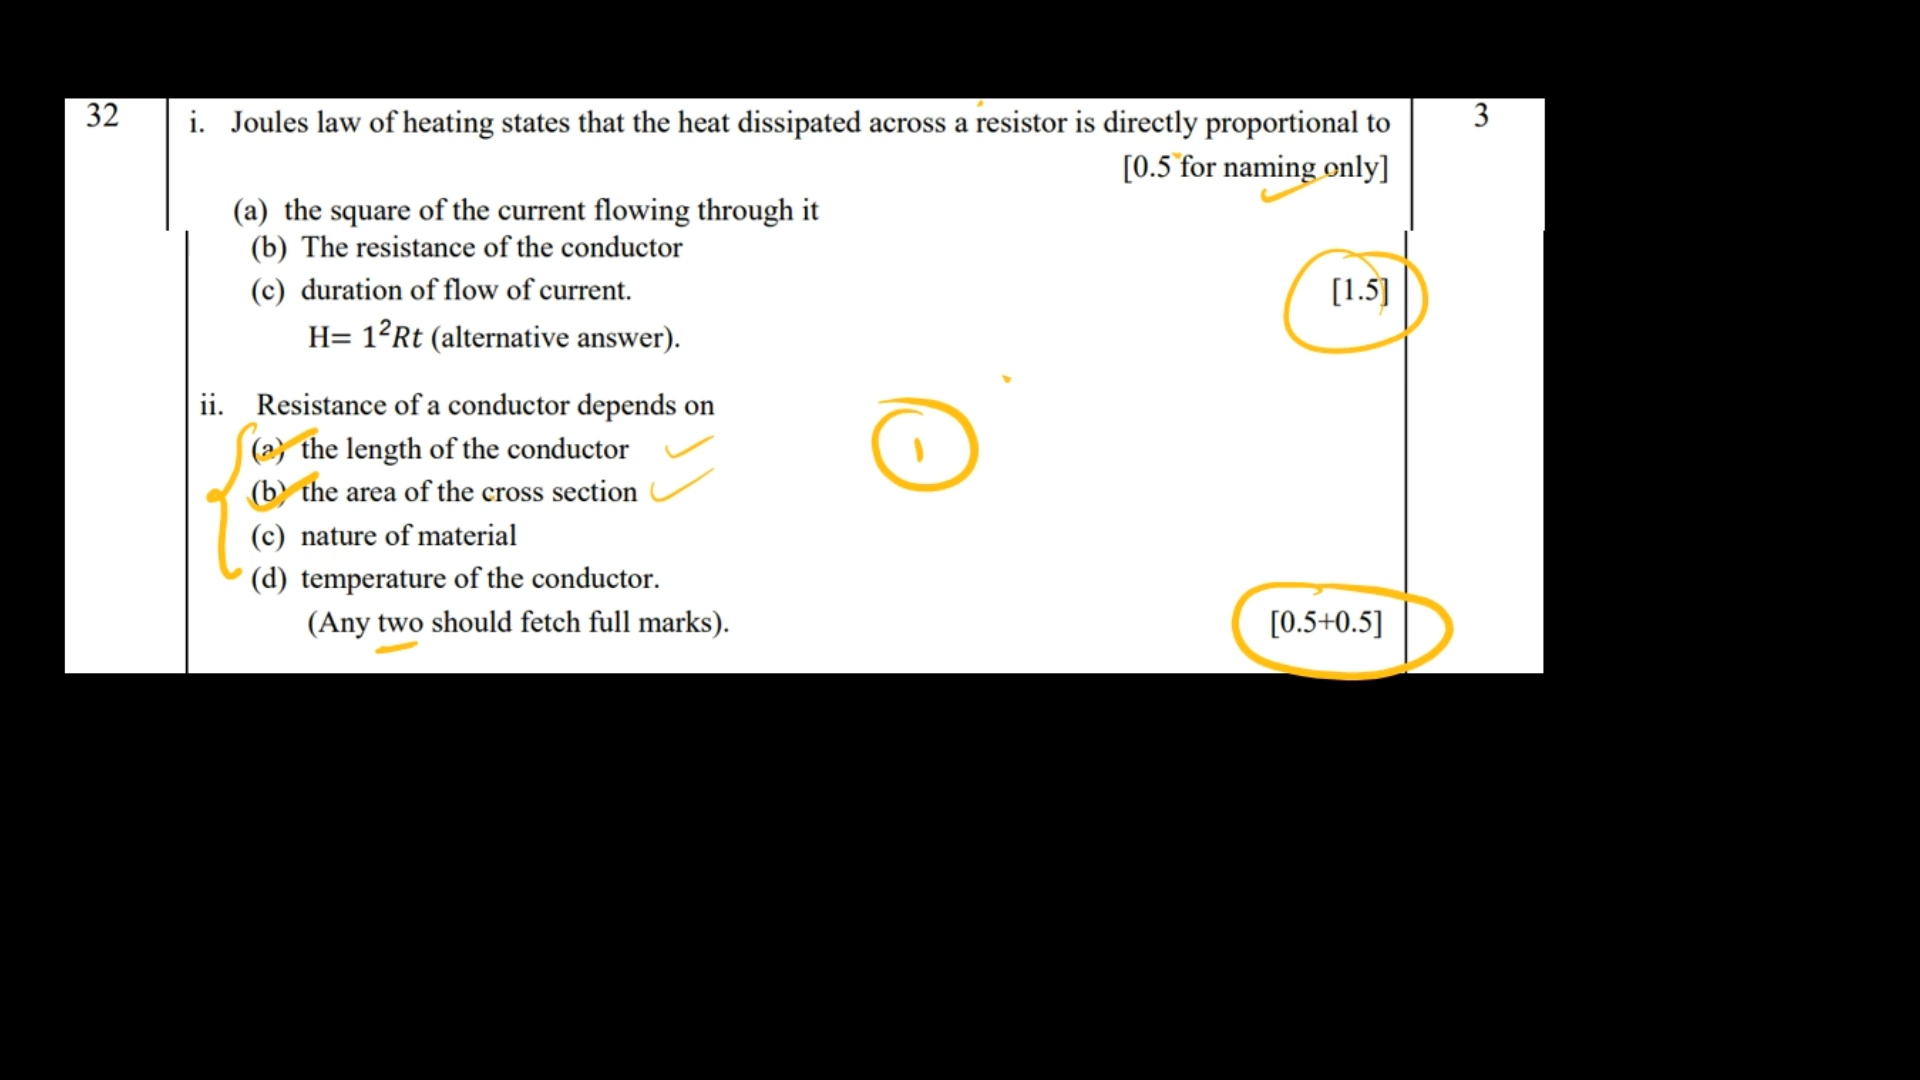 32 i. Joules law of heating states that the heat dissipated across a resistor is directly proportional to 3
[0.5 for naming only]
(a) the square of the current flowing through it
(b) The resistance of the conductor
(c) duration of flow of current. [1.5]
H= 1²Rt (alternative answer).
ii. Resistance of a conductor depends on
(a) the length of the conductor 1
(b) the area of the cross section
(c) nature of material
(d) temperature of the conductor.
(Any two should fetch full marks). [0.5+0.5]